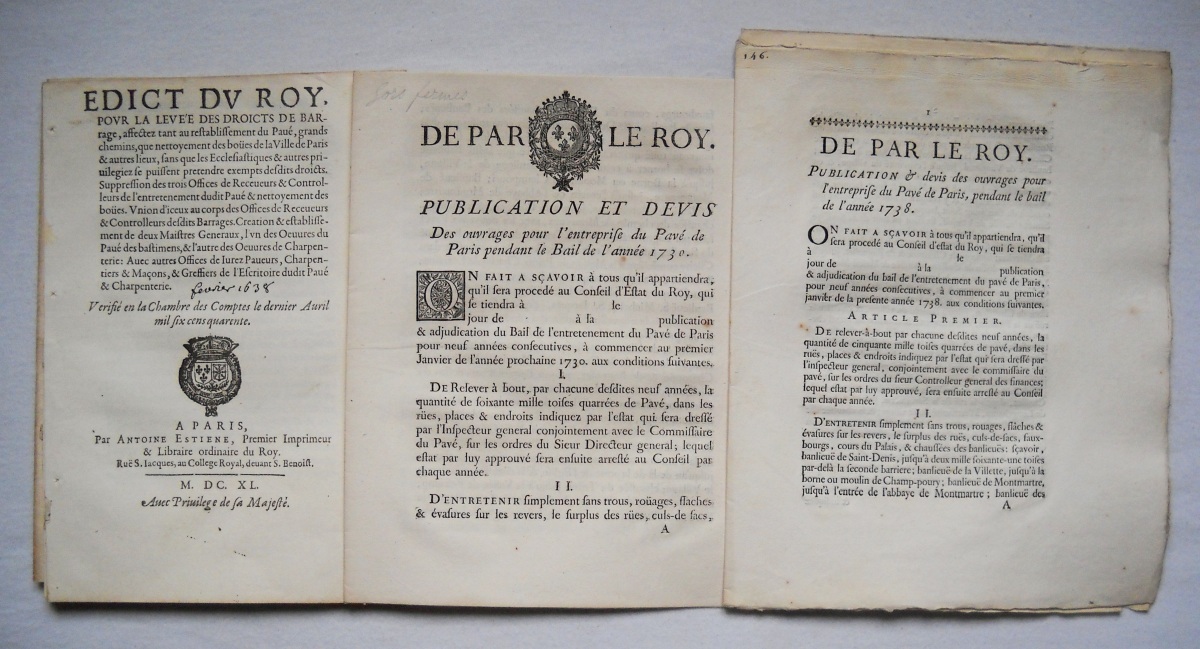 EDICT DV ROY,
POVR LA LEVE'E DES DROICTS DE BAR-
rage, affectez tant au restablissement du Paué, grands
chemins, que nettoyement des boües de la Ville de Paris
& autres lieux, sans que les Ecclesiastiques & autres pri-
uilegiez se puissent pretendre exempts desdits droicts.
Suppression des trois Offices de Receueurs & Control-
leurs de l'entretenement dudit Paué & nettoyement des
boües. Vnion d'iceux au corps des Offices de Receueurs
& Controlleurs desdits Barrages. Creation & establisse-
ment de deux Maistres Generaux, l'vn des Oeuures du
Paué des bastimens, & l'autre des Oeuures de Charpen-
terie: Auec autres Offices de Iurez Paueurs, Charpen-
tiers & Maçons, & Greffiers de l'Escritoire dudit Paué
& Charpenterie.
février 1638
Verifié en la Chambre des Comptes le dernier Auril
mil six cens quarente.
A PARIS,
Par ANTOINE ESTIENE, Premier Imprimeur
& Libraire ordinaire du Roy.
Ruë S. Iacques, au College Royal, deuant S. Benoist.
M. DC. XL.
Auec Priuilege de sa Majesté.
DE PAR LE ROY.
PUBLICATION ET DEVIS
Des ouvrages pour l'entreprise du Pavé de
Paris pendant le Bail de l'année 1730.
ON FAIT A SÇAVOIR à tous qu'il appartiendra,
qu'il sera procedé au Conseil d'Estat du Roy, qui
se tiendra à le
jour de à la publication
& adjudication du Bail de l'entretenement du Pavé de Paris
pour neuf années consecutives, à commencer au premier
Janvier de l'année prochaine 1730. aux conditions suivantes.
I.
DE Relever à bout, par chacune desdites neuf années, la
quantité de soixante mille toises quarrées de Pavé, dans les
rües, places & endroits indiquez par l'estat qui sera dressé
par l'Inspecteur general conjointement avec le Commissaire
du Pavé, sur les ordres du Sieur Directeur general; lequel
estat par luy approuvé sera ensuite arresté au Conseil par
chaque année.
II.
D'ENTRETENIR simplement sans trous, roüages, flaches
& évasures sur les revers, le surplus des rües, culs-de sacs,
A
146.
1
DE PAR LE ROY.
PUBLICATION & devis des ouvrages pour
l'entreprise du Pavé de Paris, pendant le bail
de l'année 1738.
ON FAIT A SÇAVOIR à tous qu'il appartiendra, qu'il
sera procedé au Conseil d'estat du Roy, qui se tiendra
à le
jour de à la publication
& adjudication du bail de l'entretenement du pavé de Paris,
pour neuf années consecutives, à commencer au premier
janvier de la presente année 1738. aux conditions suivantes.
ARTICLE PREMIER.
DE relever-à-bout par chacune desdites neuf années, la
quantité de cinquante mille toises quarrées de pavé, dans les
ruës, places & endroits indiquez par l'estat qui sera dressé par
l'inspecteur general, conjointement avec le commissaire du
pavé, sur les ordres du sieur Controlleur general des finances;
lequel estat par luy approuvé, sera ensuite arresté au Conseil
par chaque année.
II.
D'ENTRETENIR simplement sans trous, rouages, flâches &
évasures sur les revers, le surplus des ruës, culs-de-sacs, faux-
bourgs, cours du Palais, & chaussées des banlieuës: sçavoir,
banlieuë de Saint-Denis, jusqu'à deux mille soixante-une toises
par-delà la seconde barriere; banlieuë de la Villette, jusqu'à la
borne ou moulin de Champ-poury; banlieuë de Montmartre,
jusqu'à l'entrée de l'abbaye de Montmartre; banlieuë des
A